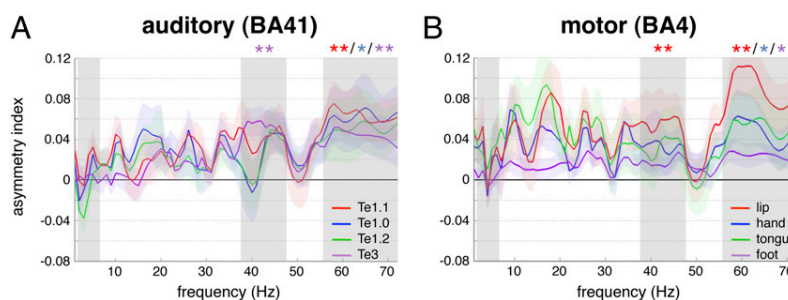 A
auditory (BA41)
** **/*/**
0.12
0.08
0.04
0
-0.04
-0.08
asymmetry index
10 20 30 40 50 60 70
frequency (Hz)
Te1.1
Te1.0
Te1.2
Te3
B
motor (BA4)
** **/*/*
0.12
0.08
0.04
0
-0.04
-0.08
10 20 30 40 50 60 70
frequency (Hz)
lip
hand
tongu
foot